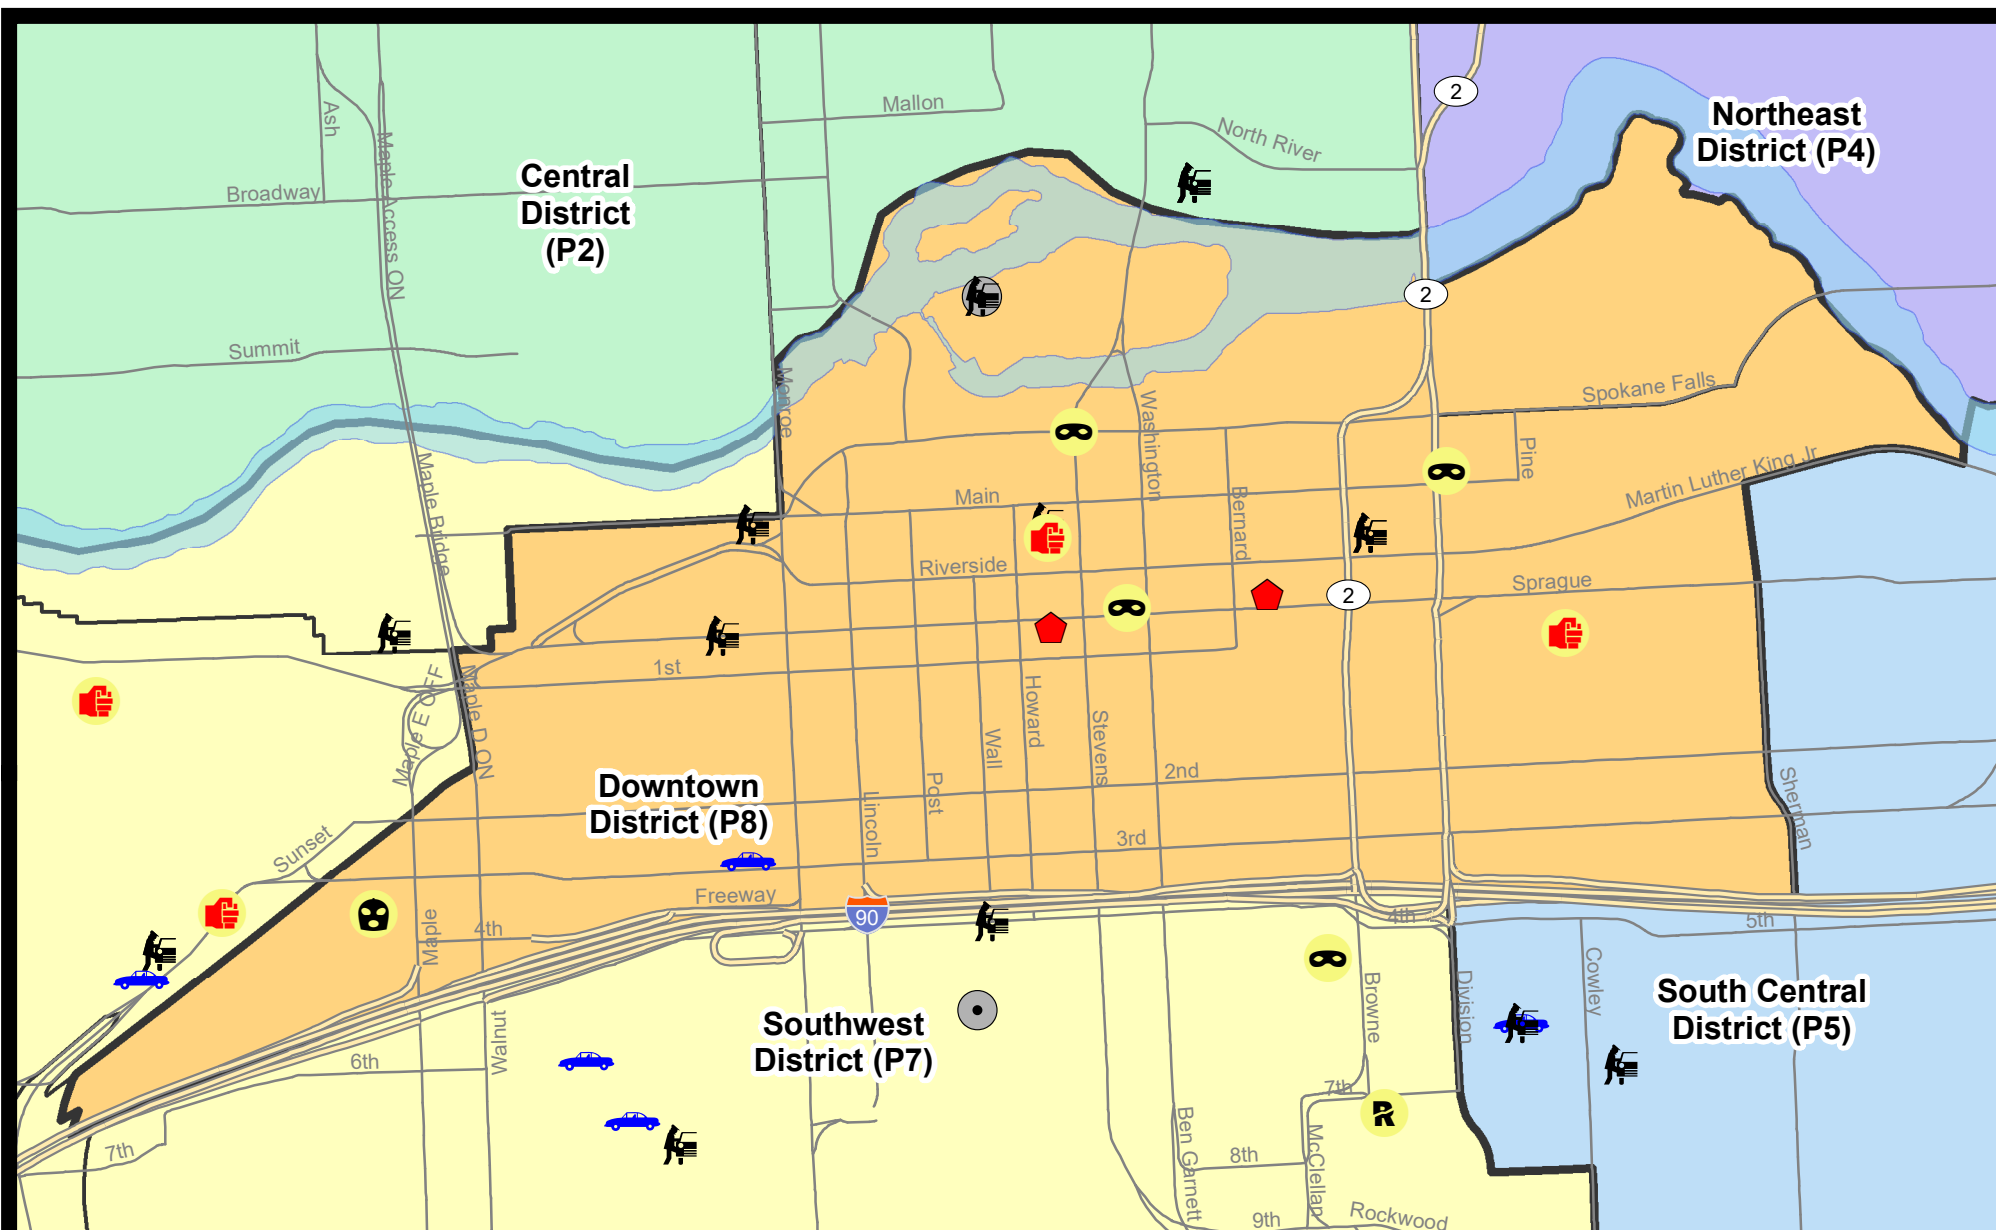 2
Northeast
District (P4)
Mallon
Ash
North River
Maple Access ON
Central
District
(P2)
Broadway
2
Summit
Monroe
Spokane Falls
Washington
Pine
Maple Bridge
Martin Luther King Jr
Main
Bernard
Riverside
Sprague
2
1st
Maple E OFF
Maple D ON
Howard
Stevens
Wall
2nd
Post
Downtown
District (P8)
Lincoln
Sherman
3rd
Sunset
Freeway
90
4th
Maple
4th
5th
Browne
Division
Cowley
South Central
District (P5)
Southwest
District (P7)
Walnut
6th
7th
R
7th
Ben Garnett
McClellan
8th
9th
Rockwood